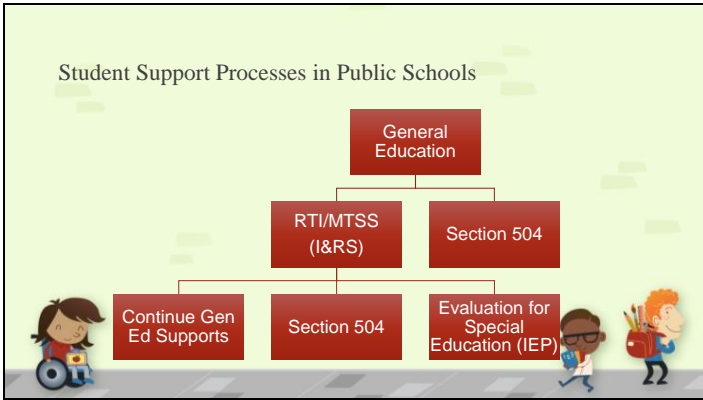 Student Support Processes in Public Schools
General
Education
RTI/MTSS
(I&RS)
Section 504
Continue Gen
Ed Supports
Section 504
Evaluation for
Special
Education (IEP)